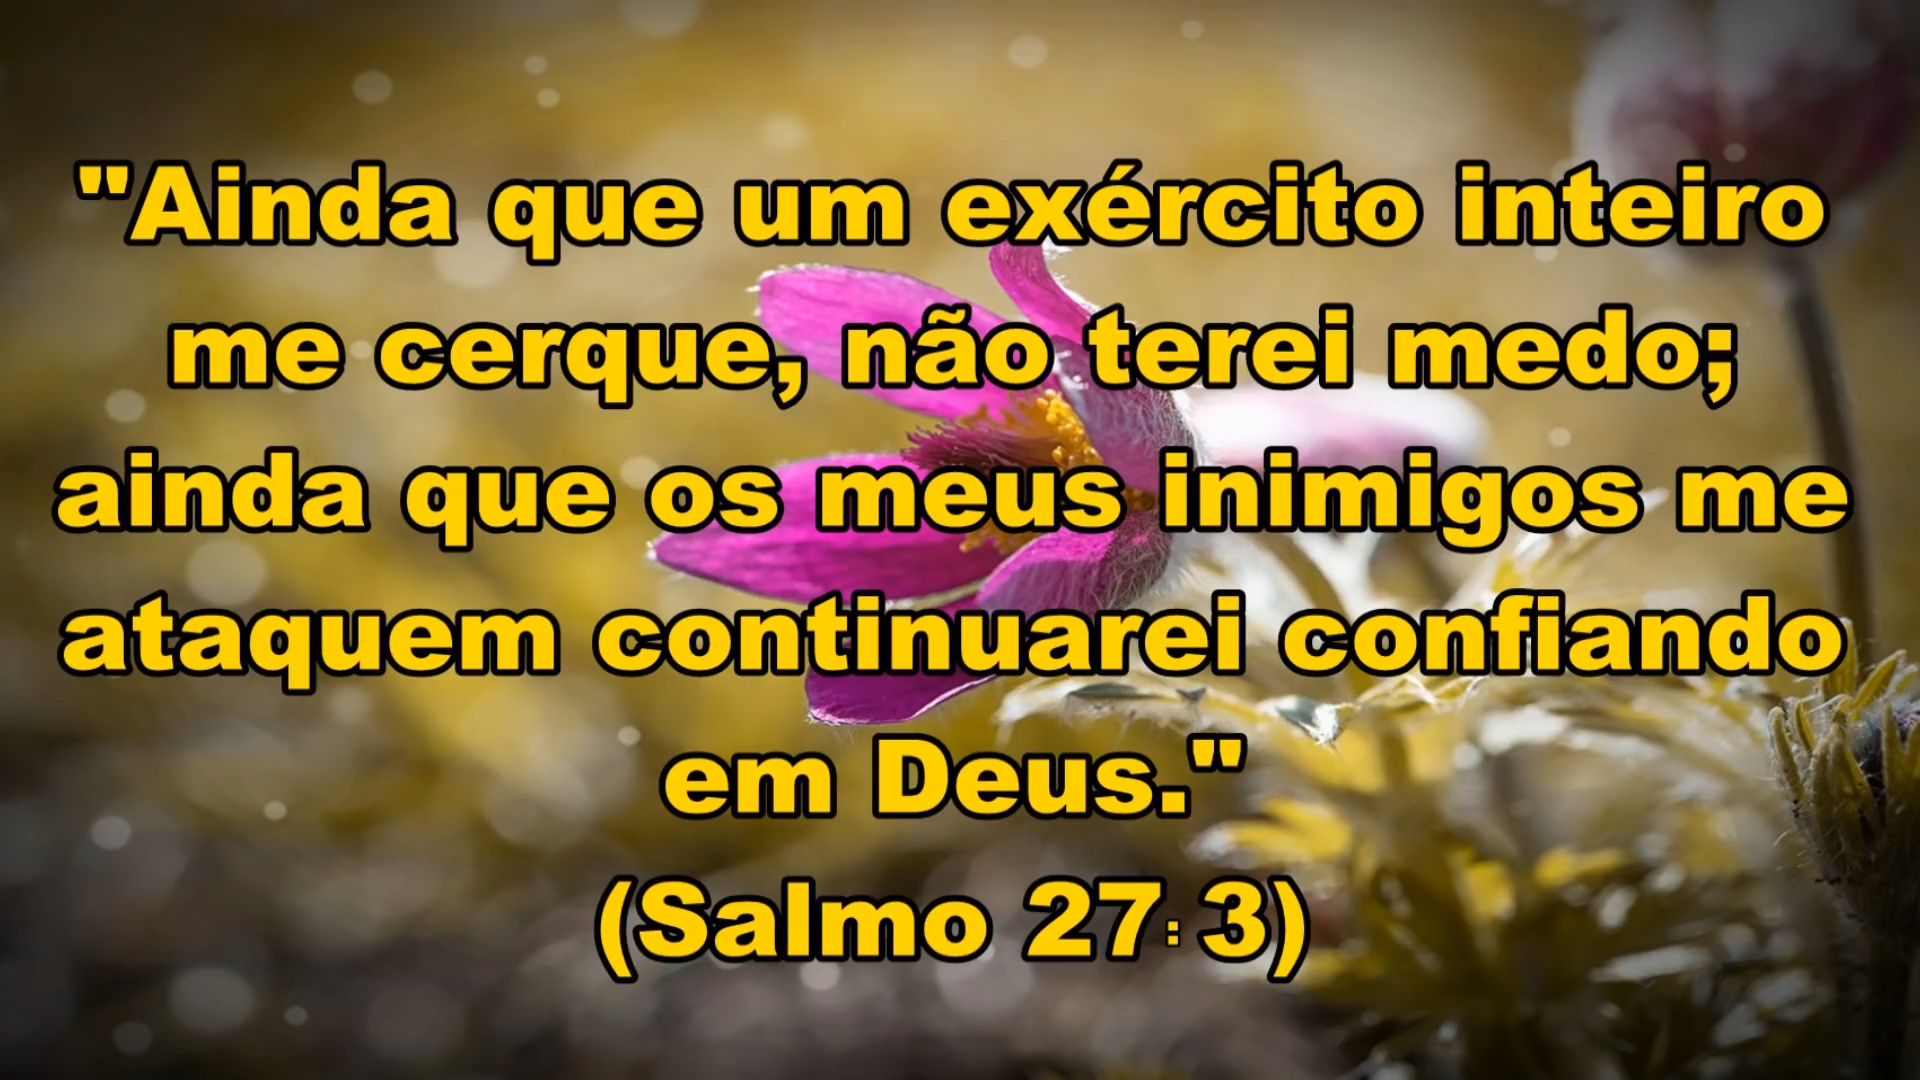 "Ainda que um exército inteiro
me cerque, não terei medo;
ainda que os meus inimigos me
ataquem continuarei confiando
em Deus."
(Salmo 27:3)